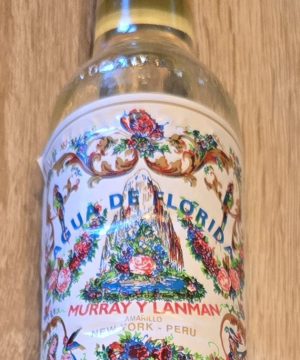 AGUA DE FLORIDA
MURRAY Y LANMAN
AMARILLO
NEW YORK - PERU